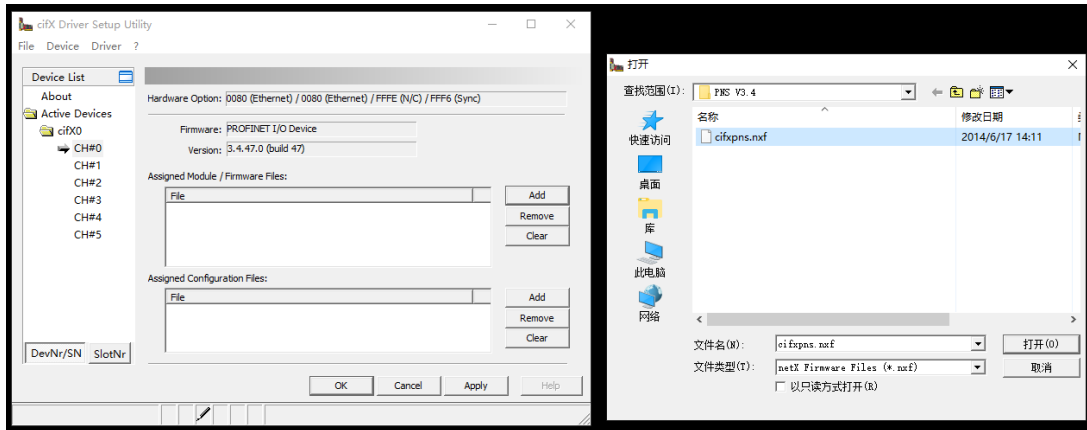 cifX Driver Setup Utility
File Device Driver ?
Device List
About
Active Devices
cifX0
CH#0
CH#1
CH#2
CH#3
CH#4
CH#5
DevNr/SN SlotNr
Hardware Option: 0080 (Ethernet) / 0080 (Ethernet) / FFFE (N/C) / FFF6 (Sync)
Firmware: PROFINET I/O Device
Version: 3.4.47.0 (build 47)
Assigned Module / Firmware Files:
File
Add
Remove
Clear
Assigned Configuration Files:
File
Add
Remove
Clear
OK Cancel Apply Help
打开
查找范围(I): PNS V3.4
快速访问
桌面
库
此电脑
网络
名称 修改日期
cifxpns.nxf 2014/6/17 14:11
文件名(N): cifxpns.nxf 打开(O)
文件类型(T): netX Firmware Files (*.nxf) 取消
以只读方式打开(R)